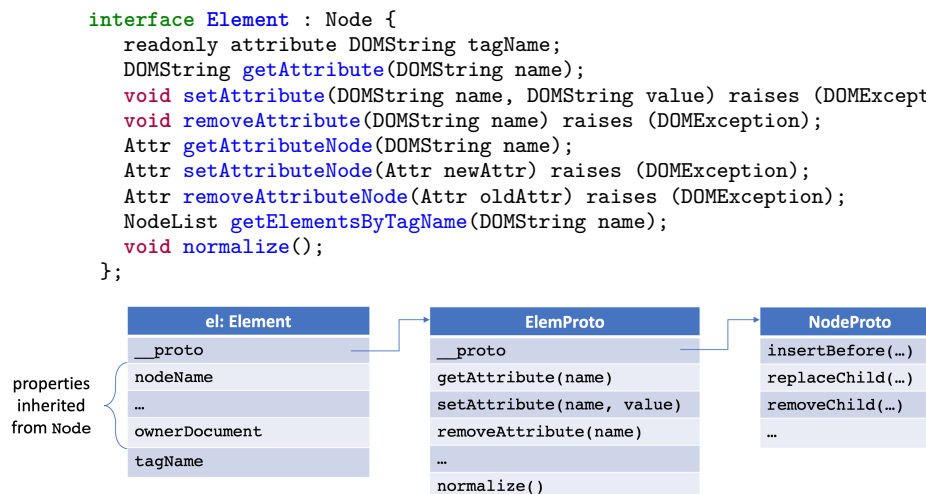 interface Element : Node {
readonly attribute DOMString tagName;
DOMString getAttribute(DOMString name);
void setAttribute(DOMString name, DOMString value) raises (DOMExcept
void removeAttribute(DOMString name) raises (DOMException);
Attr getAttributeNode(DOMString name);
Attr setAttributeNode(Attr newAttr) raises (DOMException);
Attr removeAttributeNode(Attr oldAttr) raises (DOMException);
NodeList getElementsByTagName(DOMString name);
void normalize();
};
el: Element
__proto
nodeName
…
ownerDocument
tagName
properties
inherited
from Node
ElemProto
__proto
getAttribute(name)
setAttribute(name, value)
removeAttribute(name)
…
normalize()
NodeProto
insertBefore(…)
replaceChild(…)
removeChild(…)
…